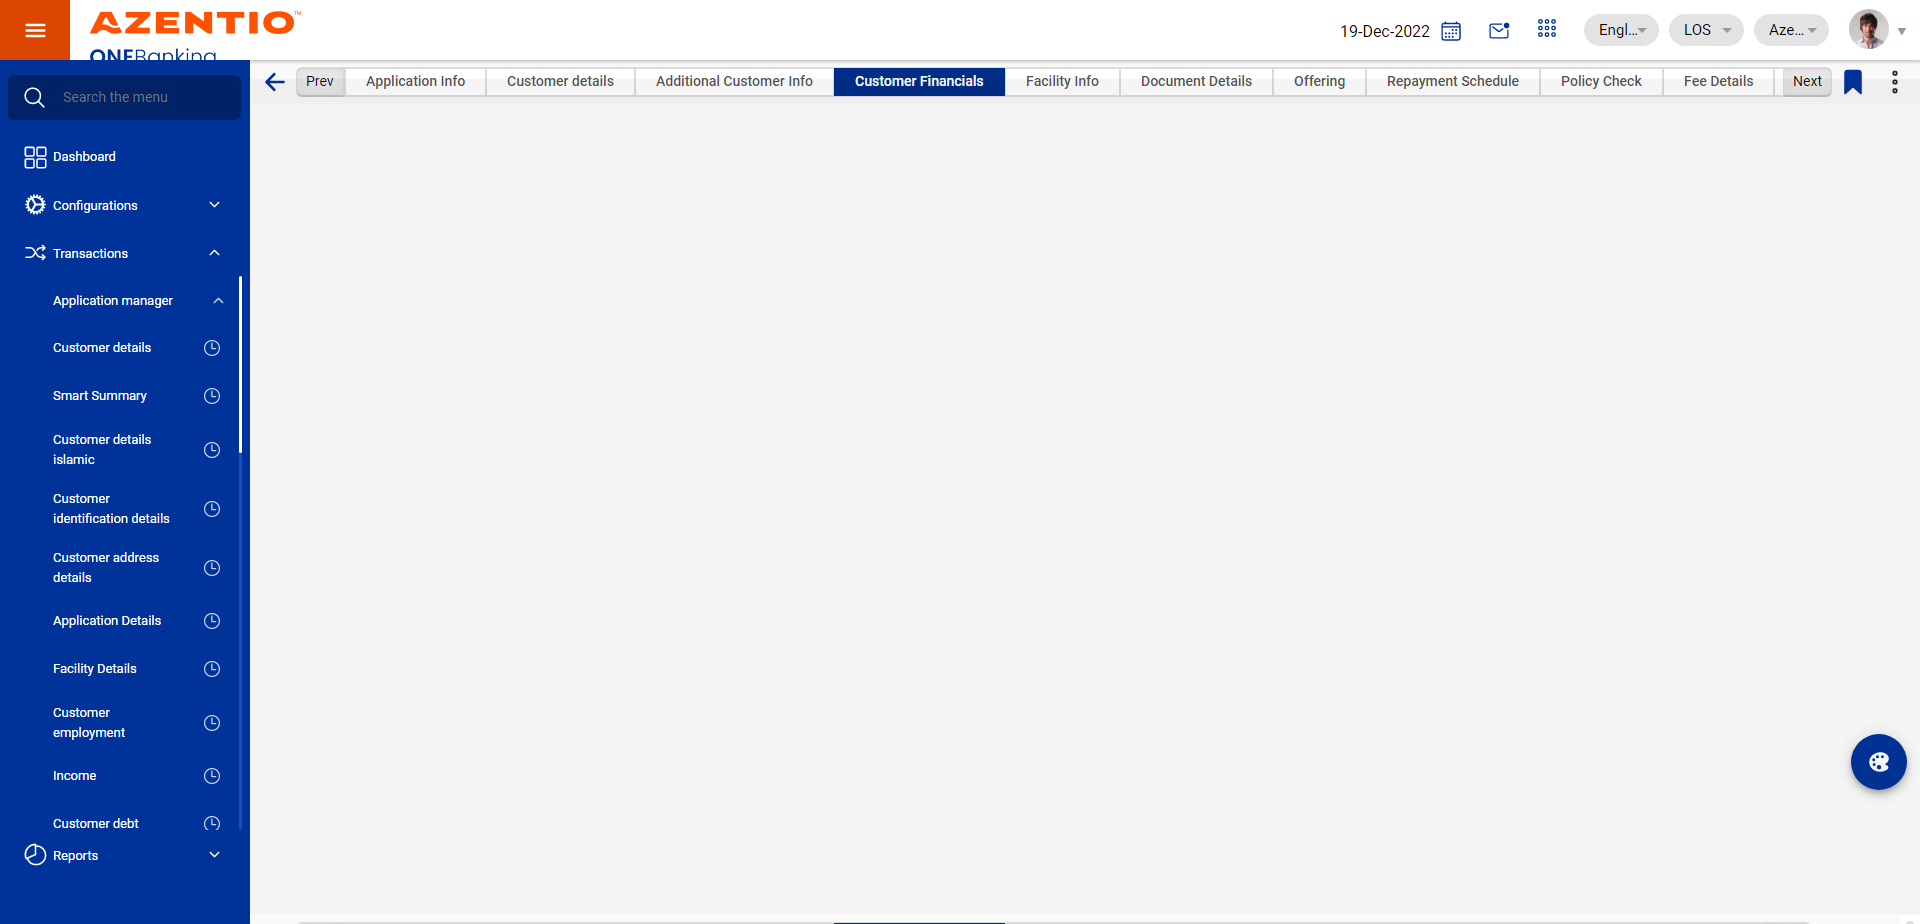 AZENTIO™
ONEBanking
19-Dec-2022
Engl...
LOS
Aze...
Search the menu
Prev
Application Info
Customer details
Additional Customer Info
Customer Financials
Facility Info
Document Details
Offering
Repayment Schedule
Policy Check
Fee Details
Next
Dashboard
Configurations
Transactions
Application manager
Customer details
Smart Summary
Customer details
islamic
Customer
identification details
Customer address
details
Application Details
Facility Details
Customer
employment
Income
Customer debt
Reports